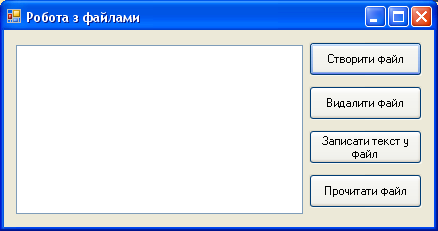 Робота з файлами
Створити файл
Видалити файл
Записати текст у
файл
Прочитати файл